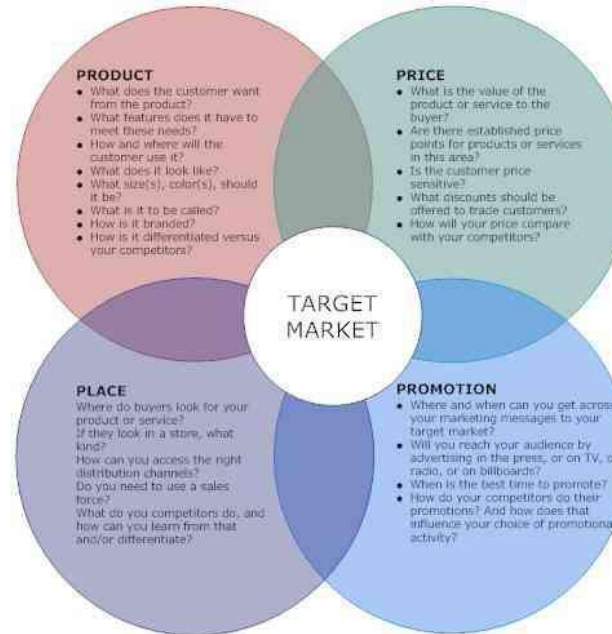 PRODUCT
• What does the customer want
from the product?
• What features does it have to
meet these needs?
• How and where will the
customer use it?
• What does it look like?
• What size(s), color(s), should
it be?
• What is it to be called?
• How is it branded?
• How is it differentiated versus
your competitors?
PRICE
• What is the value of the
product or service to the
buyer?
• Are there established price
points for products or services
in this area?
• Is the customer price
sensitive?
• What discounts should be
offered to trade customers?
• How will your price compare
with your competitors?
TARGET
MARKET
PLACE
Where do buyers look for your
product or service?
If they look in a store, what
kind?
How can you access the right
distribution channels?
Do you need to use a sales
force?
What do you competitors do, and
how can you learn from that
and/or differentiate?
PROMOTION
• Where and when can you get across
your marketing messages to your
target market?
• Will you reach your audience by
advertising in the press, or on TV, o
radio, or on billboards?
• When is the best time to promote?
• How do your competitors do their
promotions? And how does that
influence your choice of promotiona
activity?